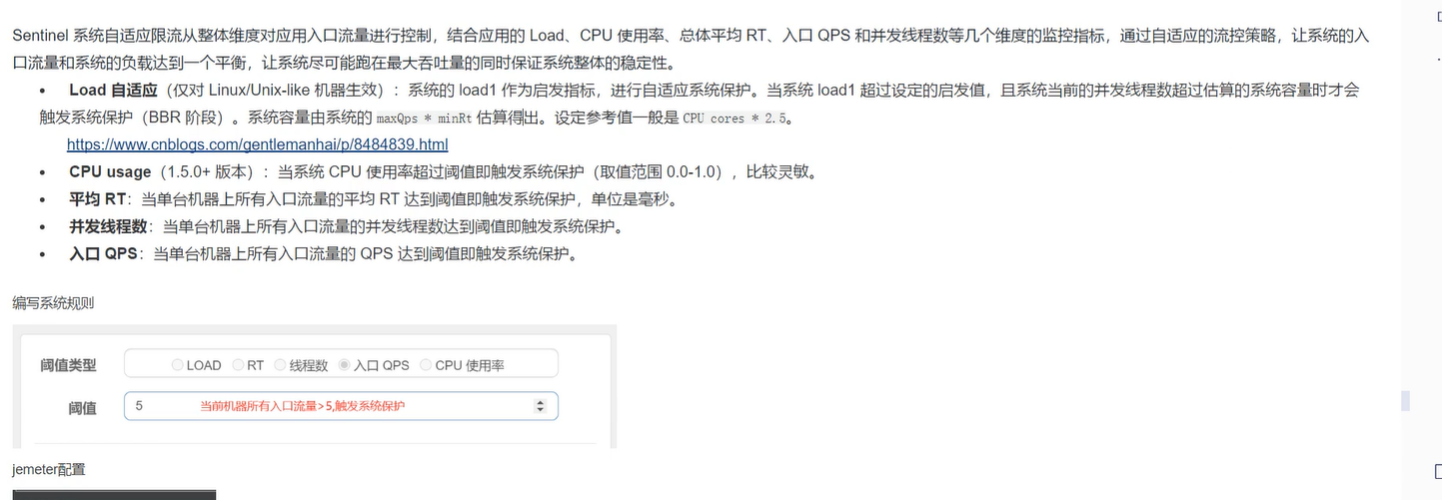 Sentinel 系统自适应限流从整体维度对应用入口流量进行控制，结合应用的 Load、CPU 使用率、总体平均 RT、入口 QPS 和并发线程数等几个维度的监控指标，通过自适应的流控策略，让系统的入
口流量和系统的负载达到一个平衡，让系统尽可能跑在最大吞吐量的同时保证系统整体的稳定性。
• Load 自适应（仅对 Linux/Unix-like 机器生效）：系统的 load1 作为启发指标，进行自适应系统保护。当系统 load1 超过设定的启发值，且系统当前的并发线程数超过估算的系统容量时才会
触发系统保护（BBR 阶段）。系统容量由系统的 maxQps * minRt 估算得出。设定参考值一般是 CPU cores * 2.5。
https://www.cnblogs.com/gentlemanhai/p/8484839.html
• CPU usage（1.5.0+ 版本）：当系统 CPU 使用率超过阈值即触发系统保护（取值范围 0.0-1.0），比较灵敏。
• 平均 RT：当单台机器上所有入口流量的平均 RT 达到阈值即触发系统保护，单位是毫秒。
• 并发线程数：当单台机器上所有入口流量的并发线程数达到阈值即触发系统保护。
• 入口 QPS：当单台机器上所有入口流量的 QPS 达到阈值即触发系统保护。
编写系统规则
阈值类型 LOAD RT 线程数 入口 QPS CPU 使用率
阈值 5 当前机器所有入口流量>5,触发系统保护
jemeter配置